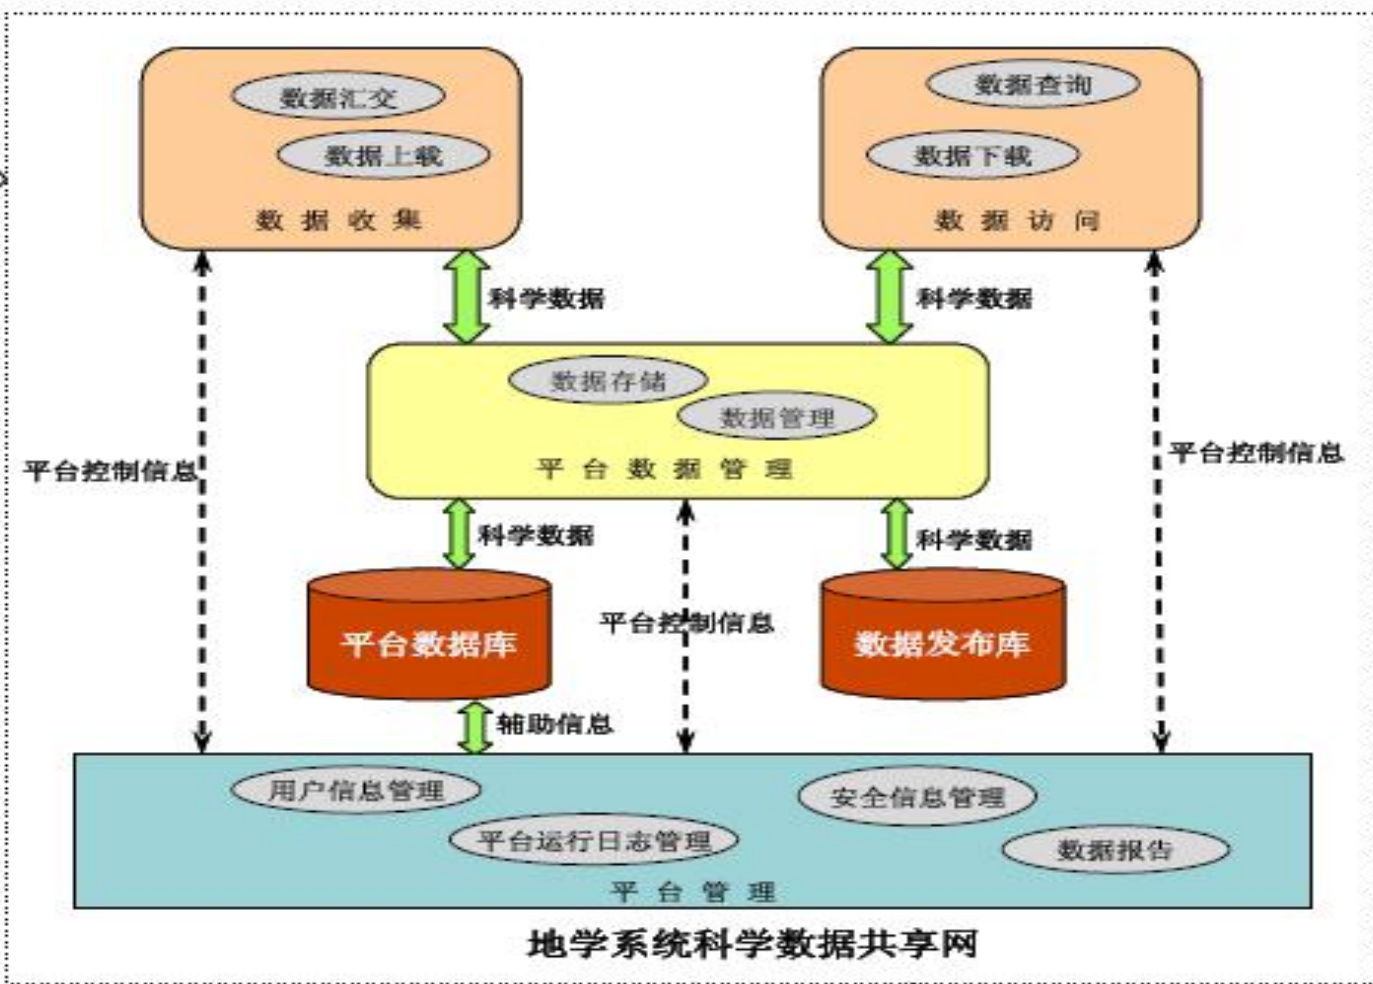 数据汇交
数据上载
数据收集
数据查询
数据下载
数据访问
科学数据
科学数据
数据存储
数据管理
平台数据管理
平台控制信息
平台控制信息
科学数据
科学数据
平台控制信息
平台数据库
数据发布库
辅助信息
用户信息管理
安全信息管理
平台运行日志管理
数据报告
平台管理
地学系统科学数据共享网